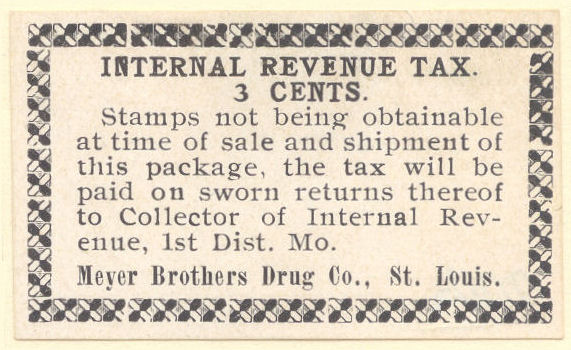 INTERNAL REVENUE TAX.
3 CENTS.
Stamps not being obtainable
at time of sale and shipment of
this package, the tax will be
paid on sworn returns thereof
to Collector of Internal Rev-
enue, 1st Dist. Mo.
Meyer Brothers Drug Co., St. Louis.